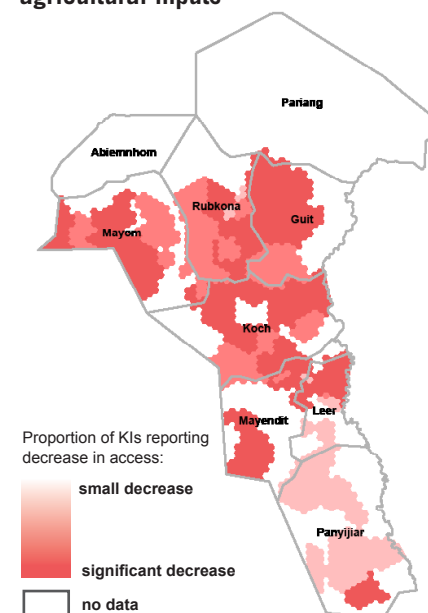 agricultural inputs
Pariang
Abiemnhom
Rubkona
Guit
Mayom
Koch
Mayendit
Leer
Panyijiar
Proportion of KIs reporting
decrease in access:
small decrease
significant decrease
no data